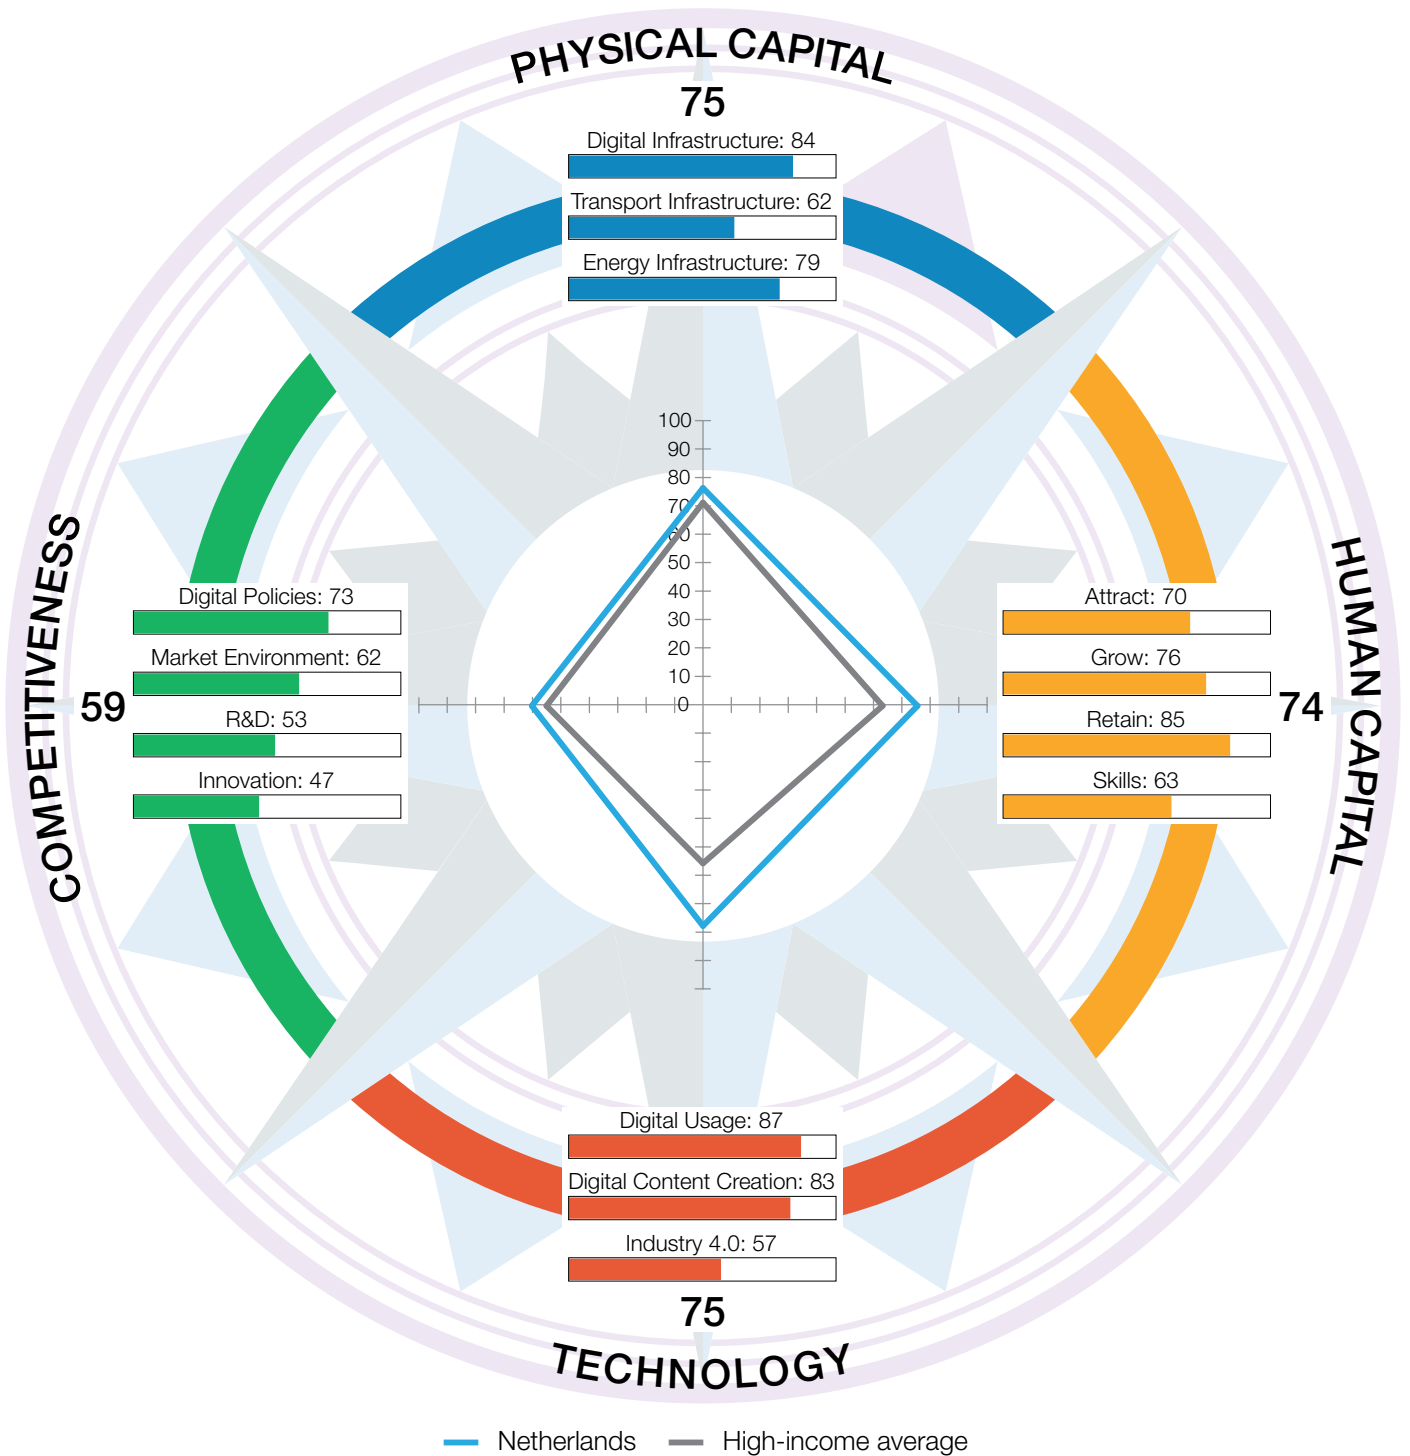 PHYSICAL CAPITAL
75
Digital Infrastructure: 84
Transport Infrastructure: 62
Energy Infrastructure: 79
100
90
80
70
60
50
40
30
20
10
0
COMPETITIVENESS
59
Digital Policies: 73
Market Environment: 62
R&D: 53
Innovation: 47
HUMAN CAPITAL
74
Attract: 70
Grow: 76
Retain: 85
Skills: 63
Digital Usage: 87
Digital Content Creation: 83
Industry 4.0: 57
75
TECHNOLOGY
Netherlands
High-income average